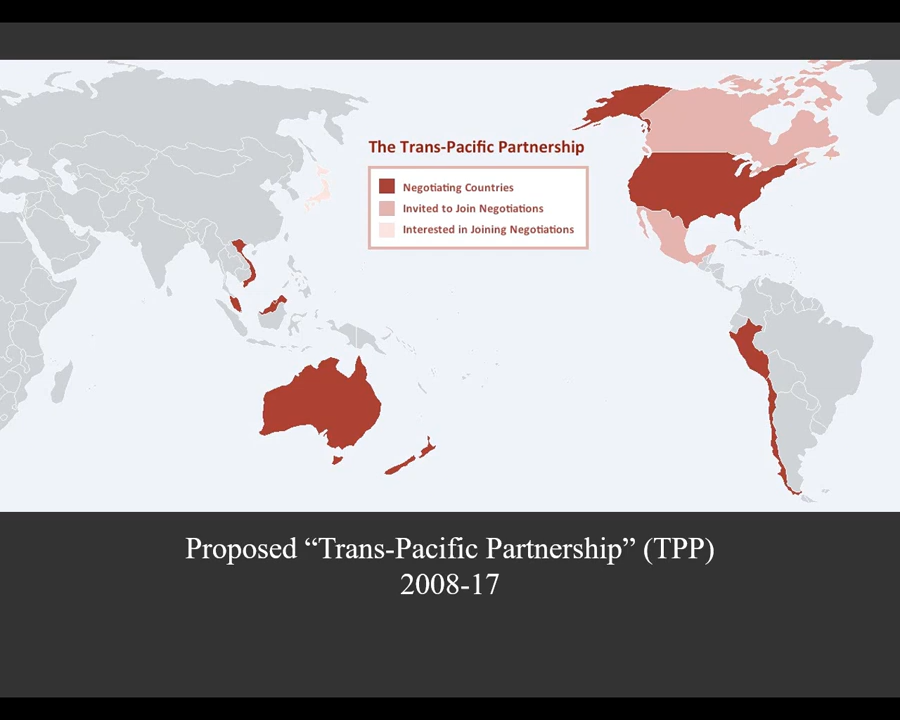 The Trans-Pacific Partnership
Negotiating Countries
Invited to Join Negotiations
Interested in Joining Negotiations
Proposed “Trans-Pacific Partnership” (TPP)
2008-17